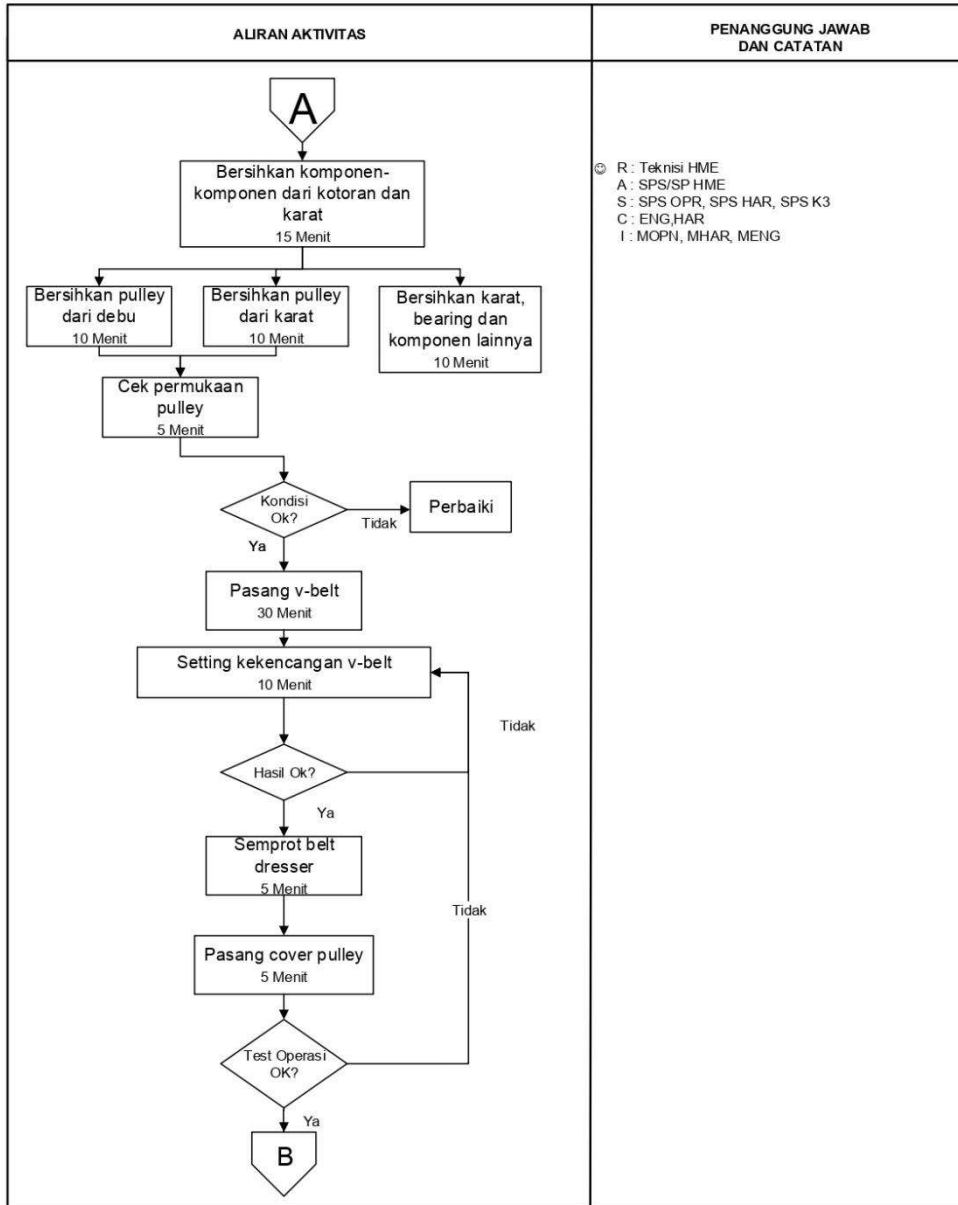 ALIRAN AKTIVITAS
PENANGGUNG JAWAB
DAN CATATAN
A
Bersihkan komponen-
komponen dari kotoran dan
karat
15 Menit
☺ R : Teknisi HME
A : SPS/SP HME
S : SPS OPR, SPS HAR, SPS K3
C : ENG,HAR
I : MOPN, MHAR, MENG
Bersihkan pulley
dari debu
10 Menit
Bersihkan pulley
dari karat
10 Menit
Bersihkan karat,
bearing dan
komponen lainnya
10 Menit
Cek permukaan
pulley
5 Menit
Kondisi
Ok?
Tidak
Perbaiki
Ya
Pasang v-belt
30 Menit
Setting kekencangan v-belt
10 Menit
Tidak
Hasil Ok?
Ya
Semprot belt
dresser
5 Menit
Tidak
Pasang cover pulley
5 Menit
Test Operasi
OK?
Ya
B